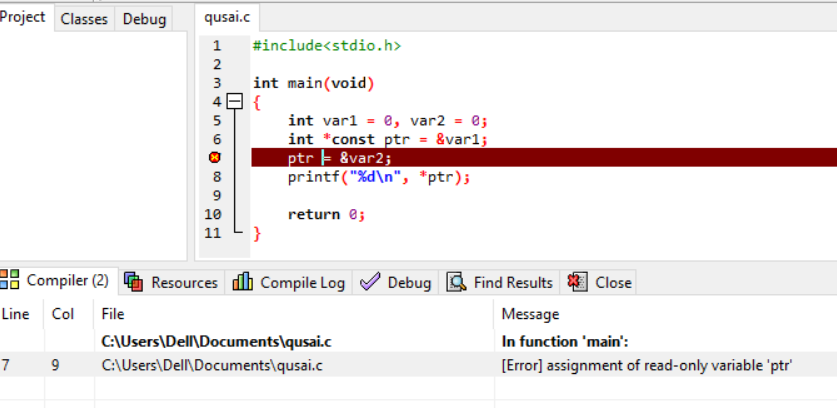 Project Classes Debug qusai.c
1 #include<stdio.h>
2
3 int main(void)
4 {
5 int var1 = 0, var2 = 0;
6 int *const ptr = &var1;
ptr = &var2;
8 printf("%d\n", *ptr);
9
10 return 0;
11 }
Compiler (2) Resources Compile Log Debug Find Results Close
Line Col File Message
C:\Users\Dell\Documents\qusai.c In function 'main':
7 9 C:\Users\Dell\Documents\qusai.c [Error] assignment of read-only variable 'ptr'